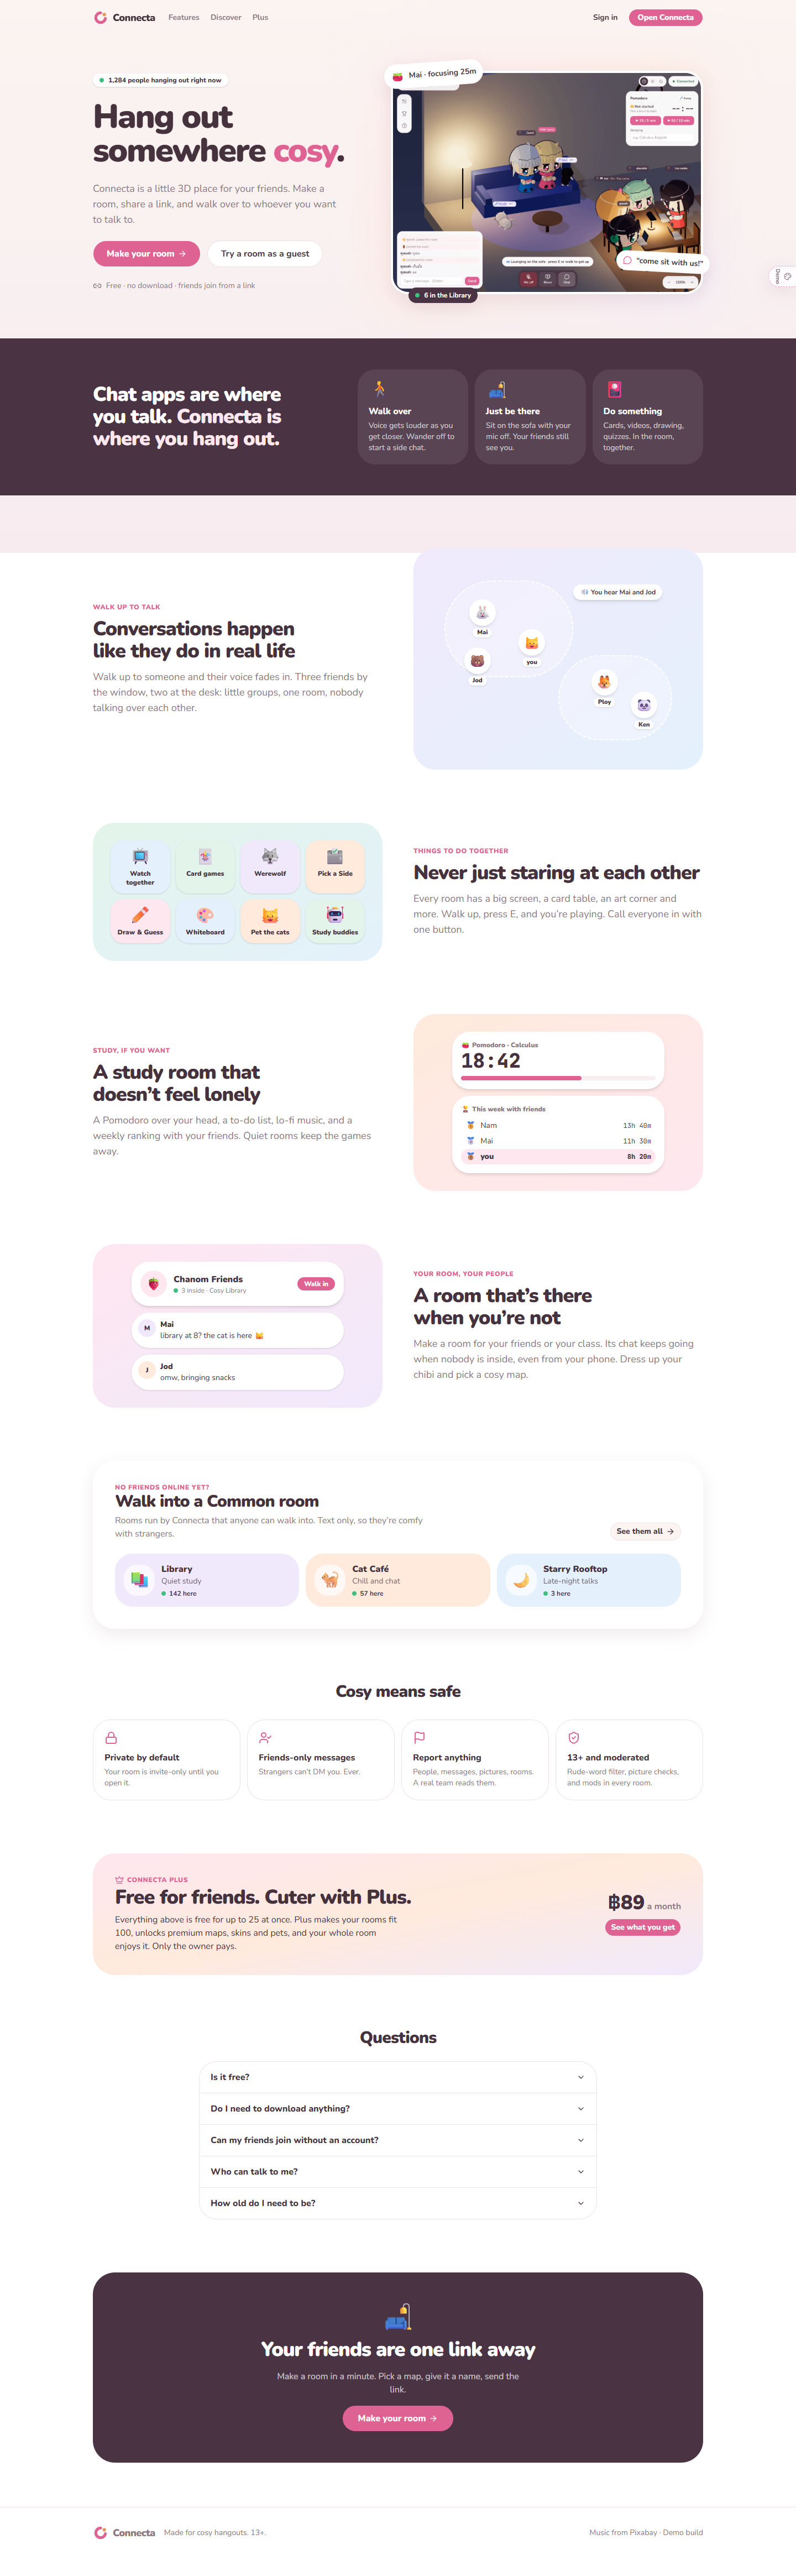 Connecta
Features
Discover
Plus
Sign in
Open Connecta
1,284 people hanging out right now
Hang out
somewhere cosy.
Connecta is a little 3D place for your friends. Make a
room, share a link, and walk over to whoever you want
to talk to.
Make your room →
Try a room as a guest
Free · no download · friends join from a link
Mai · focusing 25m
Connected
Pomodoro
Not started
"come sit with us!"
6 in the Library
Send
100%
Demo
Chat apps are where
you talk. Connecta is
where you hang out.
Walk over
Voice gets louder as you
get closer. Wander off to
start a side chat.
Just be there
Sit on the sofa with your
mic off. Your friends still
see you.
Do something
Cards, videos, drawing,
quizzes. In the room,
together.
WALK UP TO TALK
Conversations happen
like they do in real life
Walk up to someone and their voice fades in. Three friends by
the window, two at the desk: little groups, one room, nobody
talking over each other.
You hear Mai and Jod
Mai
you
Jod
Ploy
Ken
Watch
together
Card games
Werewolf
Pick a Side
Draw & Guess
Whiteboard
Pet the cats
Study buddies
THINGS TO DO TOGETHER
Never just staring at each other
Every room has a big screen, a card table, an art corner and
more. Walk up, press E, and you're playing. Call everyone in with
one button.
STUDY, IF YOU WANT
A study room that
doesn't feel lonely
A Pomodoro over your head, a to-do list, lo-fi music, and a
weekly ranking with your friends. Quiet rooms keep the games
away.
Pomodoro · Calculus
18:42
This week with friends
Nam 13h 40m
Mai 11h 30m
you 8h 20m
Chanom Friends
3 inside · Cosy Library
Walk in
M
Mai
library at 8? the cat is here
J
Jod
omw, bringing snacks
YOUR ROOM, YOUR PEOPLE
A room that's there
when you're not
Make a room for your friends or your class. Its chat keeps going
when nobody is inside, even from your phone. Dress up your
chibi and pick a cosy map.
NO FRIENDS ONLINE YET?
Walk into a Common room
Rooms run by Connecta that anyone can walk into. Text only, so they're comfy
with strangers.
See them all →
Library
Quiet study
142 here
Cat Café
Chill and chat
57 here
Starry Rooftop
Late-night talks
3 here
Cosy means safe
Private by default
Your room is invite-only until you
open it.
Friends-only messages
Strangers can't DM you. Ever.
Report anything
People, messages, pictures, rooms.
A real team reads them.
13+ and moderated
Rude-word filter, picture checks,
and mods in every room.
CONNECTA PLUS
Free for friends. Cuter with Plus.
Everything above is free for up to 25 at once. Plus makes your rooms fit
100, unlocks premium maps, skins and pets, and your whole room
enjoys it. Only the owner pays.
฿89 a month
See what you get
Questions
Is it free?
Do I need to download anything?
Can my friends join without an account?
Who can talk to me?
How old do I need to be?
Your friends are one link away
Make a room in a minute. Pick a map, give it a name, send the
link.
Make your room →
Connecta
Made for cosy hangouts. 13+.
Music from Pixabay · Demo build